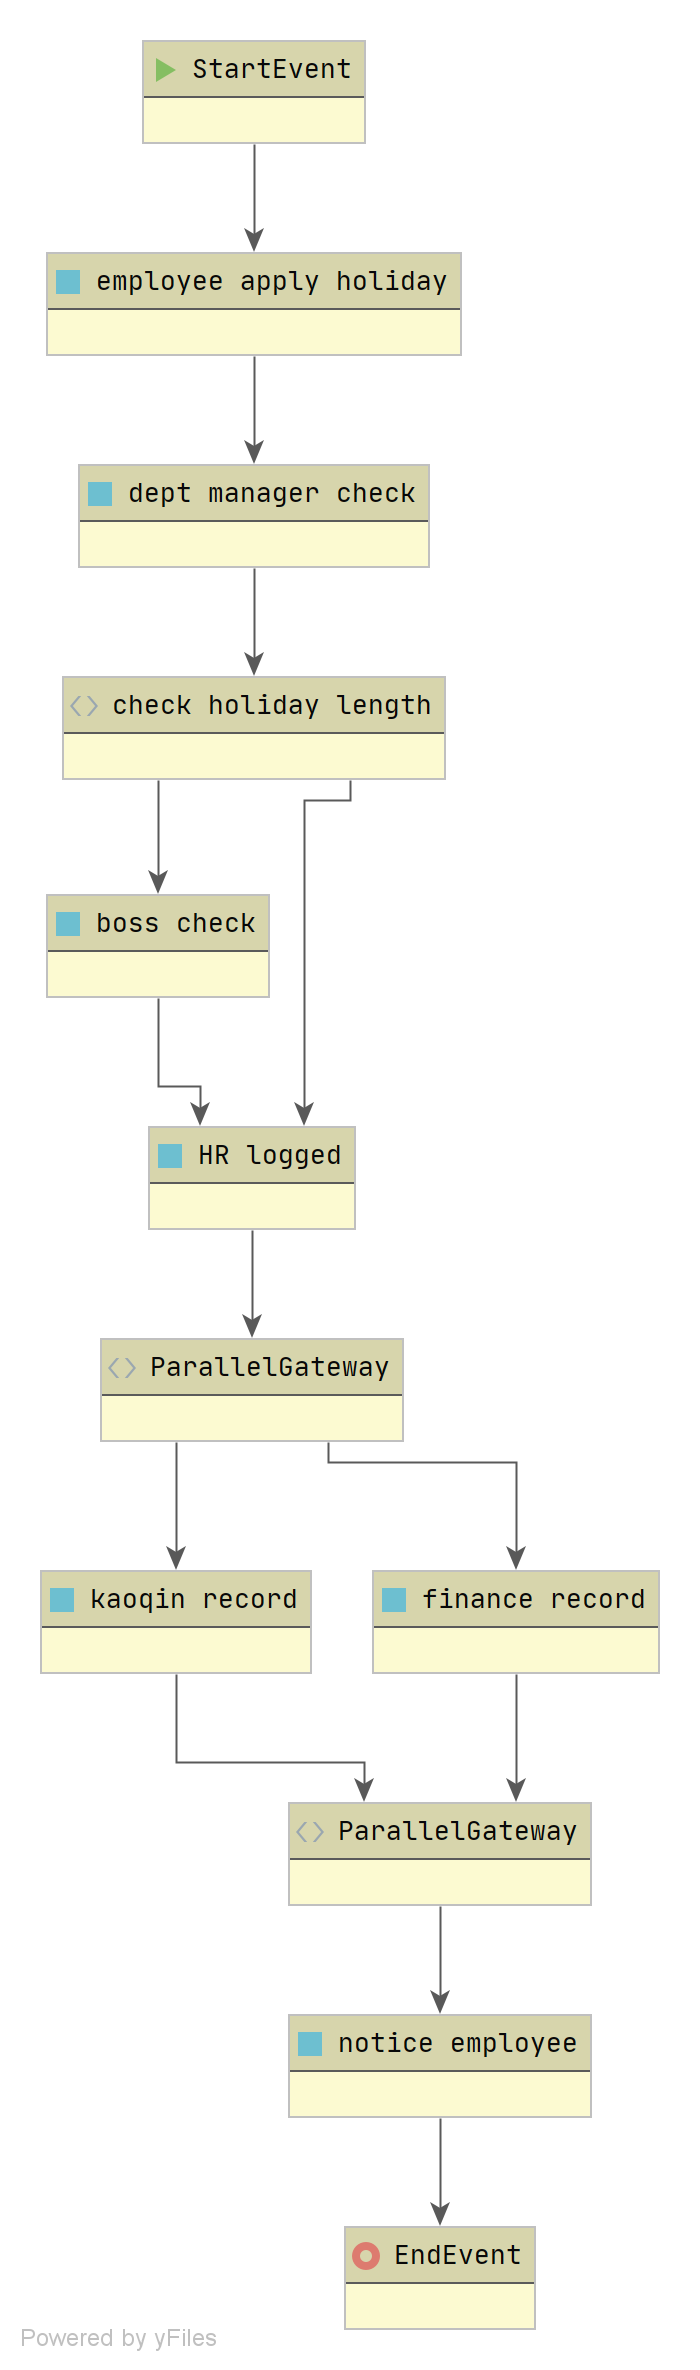 StartEvent
employee apply holiday
dept manager check
check holiday length
boss check
HR logged
ParallelGateway
kaoqin record
finance record
ParallelGateway
notice employee
EndEvent
Powered by yFiles